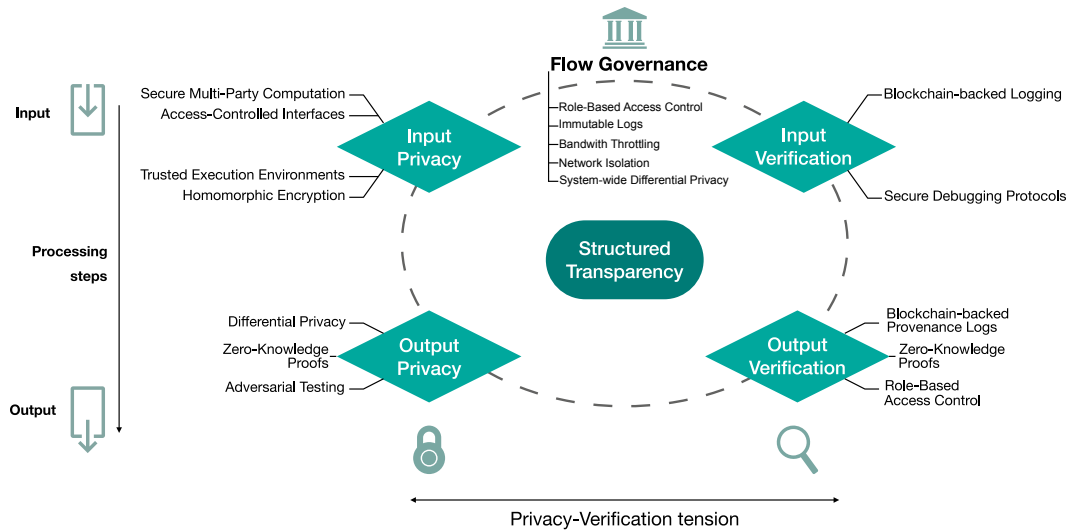 Flow Governance
Role-Based Access Control
Immutable Logs
Bandwith Throttling
Network Isolation
System-wide Differential Privacy
Input
Processing
steps
Output
Secure Multi-Party Computation
Access-Controlled Interfaces
Trusted Execution Environments
Homomorphic Encryption
Input
Privacy
Blockchain-backed Logging
Secure Debugging Protocols
Input
Verification
Structured
Transparency
Differential Privacy
Zero-Knowledge
Proofs
Adversarial Testing
Output
Privacy
Output
Verification
Blockchain-backed
Provenance Logs
Zero-Knowledge
Proofs
Role-Based
Access Control
Privacy-Verification tension